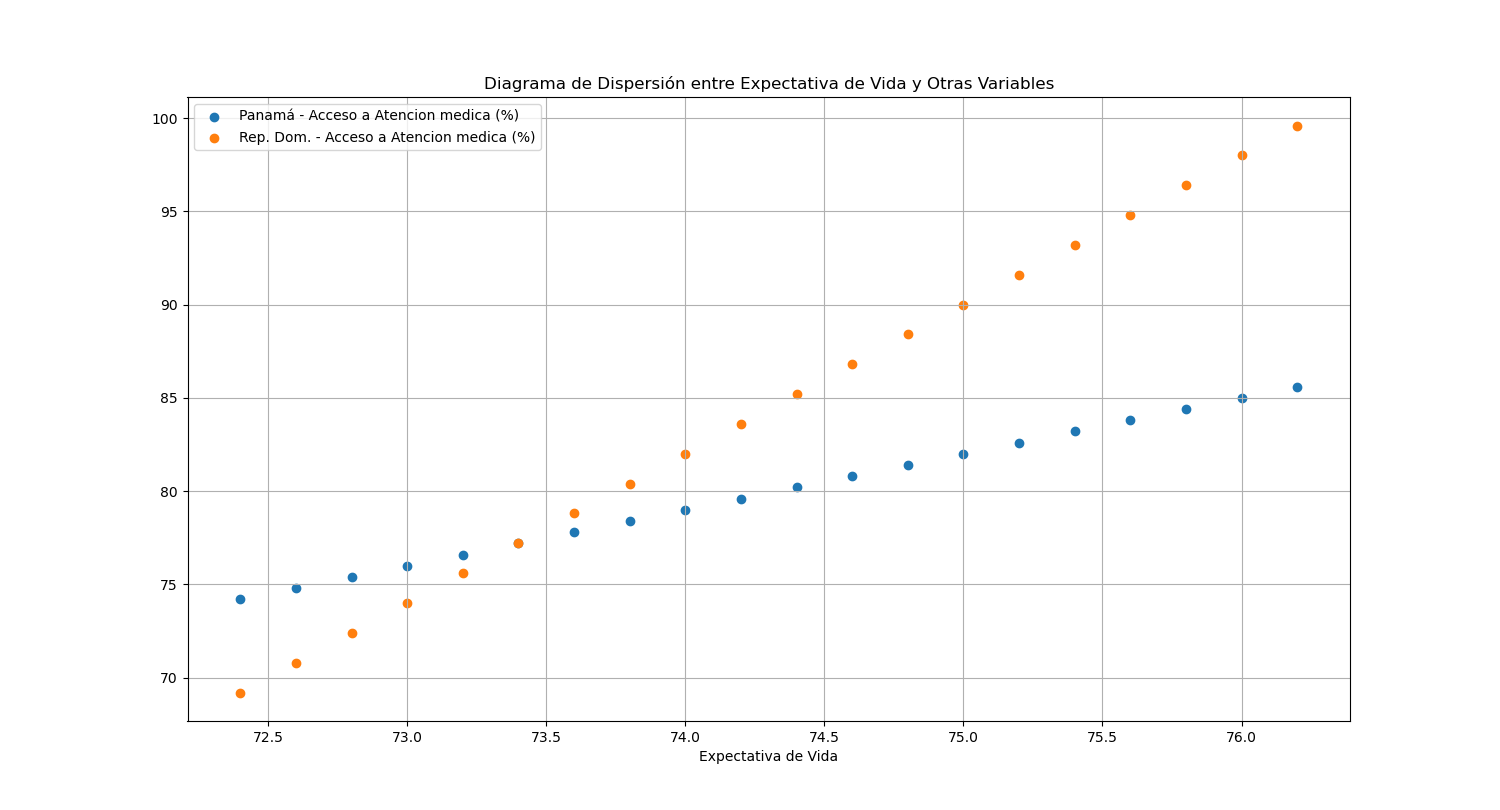 Diagrama de Dispersión entre Expectativa de Vida y Otras Variables
Panamá - Acceso a Atencion medica (%)
Rep. Dom. - Acceso a Atencion medica (%)
100
95
90
85
80
75
70
72.5 73.0 73.5 74.0 74.5 75.0 75.5 76.0
Expectativa de Vida